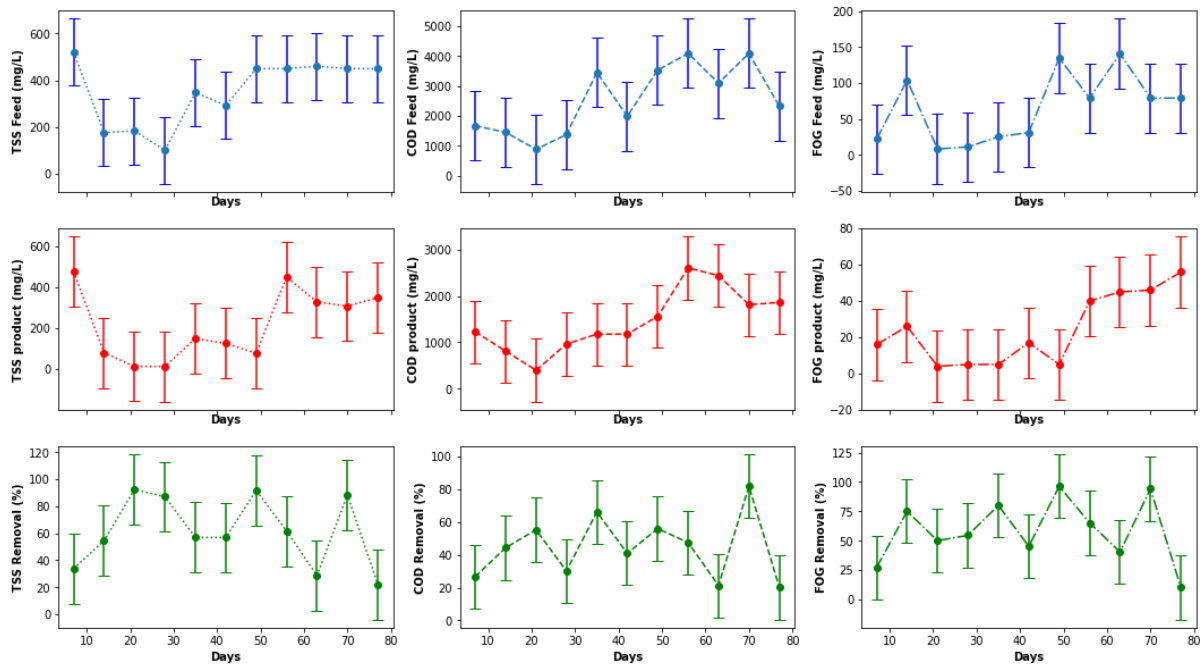 TSS Feed (mg/L)
600
400
200
0
Days
COD Feed (mg/L)
5000
4000
3000
2000
1000
0
Days
FOG Feed (mg/L)
200
150
100
50
0
−50
Days
TSS product (mg/L)
600
400
200
0
Days
COD product (mg/L)
3000
2000
1000
0
Days
FOG product (mg/L)
80
60
40
20
0
−20
Days
TSS Removal (%)
120
100
80
60
40
20
0
10 20 30 40 50 60 70 80
Days
COD Removal (%)
100
80
60
40
20
0
10 20 30 40 50 60 70 80
Days
FOG Removal (%)
125
100
75
50
25
0
10 20 30 40 50 60 70 80
Days